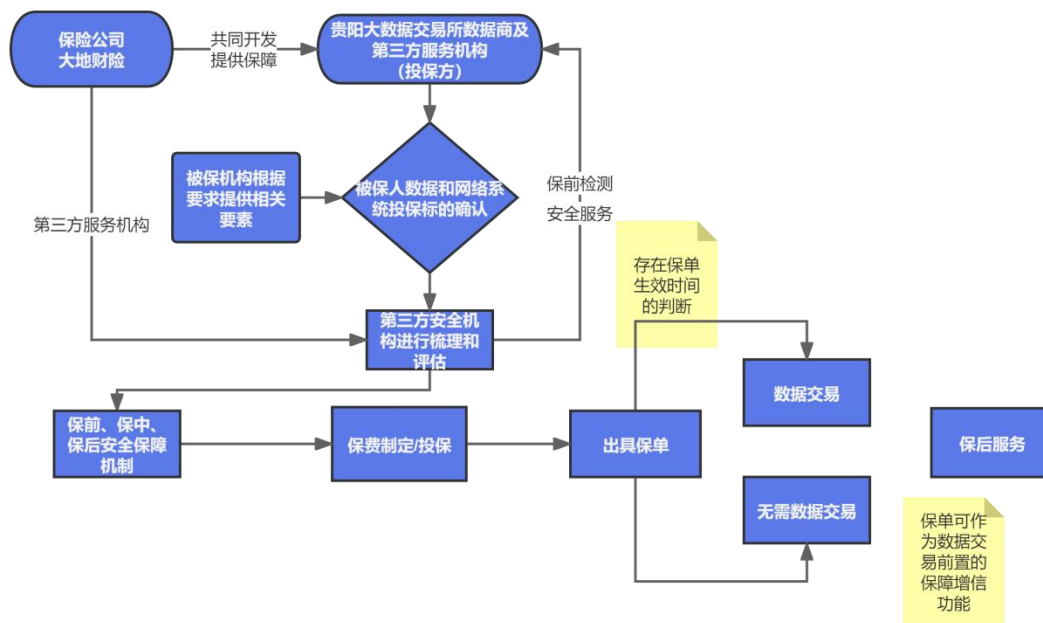 保险公司
大地财险
共同开发
提供保障
贵阳大数据交易所数据商及
第三方服务机构
（投保方）
被保机构根据
要求提供相关
要素
被保人数据和网络系
统投保标的确认
保前检测
安全服务
第三方服务机构
存在保单
生效时间
的判断
第三方安全机
构进行梳理和
评估
数据交易
保前、保中、
保后安全保障
机制
保费制定/投保
出具保单
保后服务
无需数据交易
保单可作
为数据交
易前置的
保障增信
功能